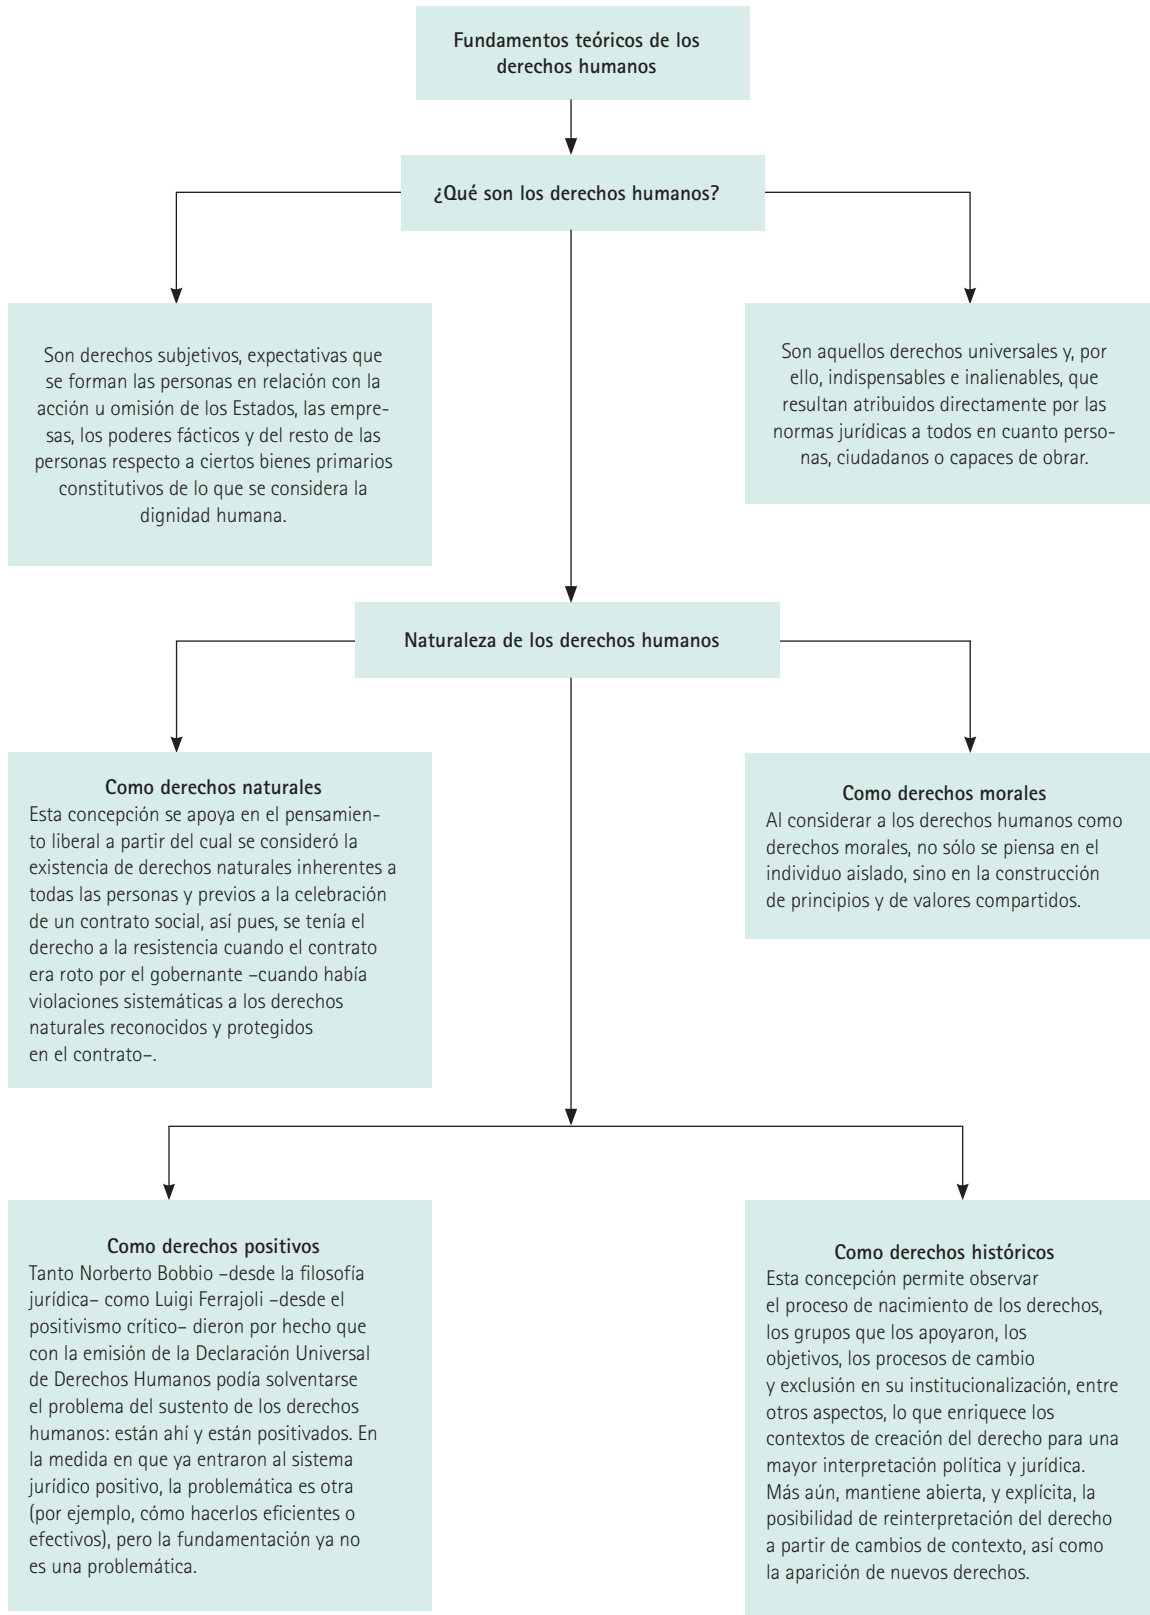 Fundamentos teóricos de los
derechos humanos
¿Qué son los derechos humanos?
Son derechos subjetivos, expectativas que
se forman las personas en relación con la
acción u omisión de los Estados, las empre-
sas, los poderes fácticos y del resto de las
personas respecto a ciertos bienes primarios
constitutivos de lo que se considera la
dignidad humana.
Son aquellos derechos universales y, por
ello, indispensables e inalienables, que
resultan atribuidos directamente por las
normas jurídicas a todos en cuanto perso-
nas, ciudadanos o capaces de obrar.
Naturaleza de los derechos humanos
Como derechos naturales
Esta concepción se apoya en el pensamien-
to liberal a partir del cual se consideró la
existencia de derechos naturales inherentes a
todas las personas y previos a la celebración
de un contrato social, así pues, se tenía el
derecho a la resistencia cuando el contrato
era roto por el gobernante –cuando había
violaciones sistemáticas a los derechos
naturales reconocidos y protegidos
en el contrato–.
Como derechos morales
Al considerar a los derechos humanos como
derechos morales, no sólo se piensa en el
individuo aislado, sino en la construcción
de principios y de valores compartidos.
Como derechos positivos
Tanto Norberto Bobbio –desde la filosofía
jurídica– como Luigi Ferrajoli –desde el
positivismo crítico– dieron por hecho que
con la emisión de la Declaración Universal
de Derechos Humanos podía solventarse
el problema del sustento de los derechos
humanos: están ahí y están positivados. En
la medida en que ya entraron al sistema
jurídico positivo, la problemática es otra
(por ejemplo, cómo hacerlos eficientes o
efectivos), pero la fundamentación ya no
es una problemática.
Como derechos históricos
Esta concepción permite observar
el proceso de nacimiento de los derechos,
los grupos que los apoyaron, los
objetivos, los procesos de cambio
y exclusión en su institucionalización, entre
otros aspectos, lo que enriquece los
contextos de creación del derecho para una
mayor interpretación política y jurídica.
Más aún, mantiene abierta, y explícita, la
posibilidad de reinterpretación del derecho
a partir de cambios de contexto, así como
la aparición de nuevos derechos.